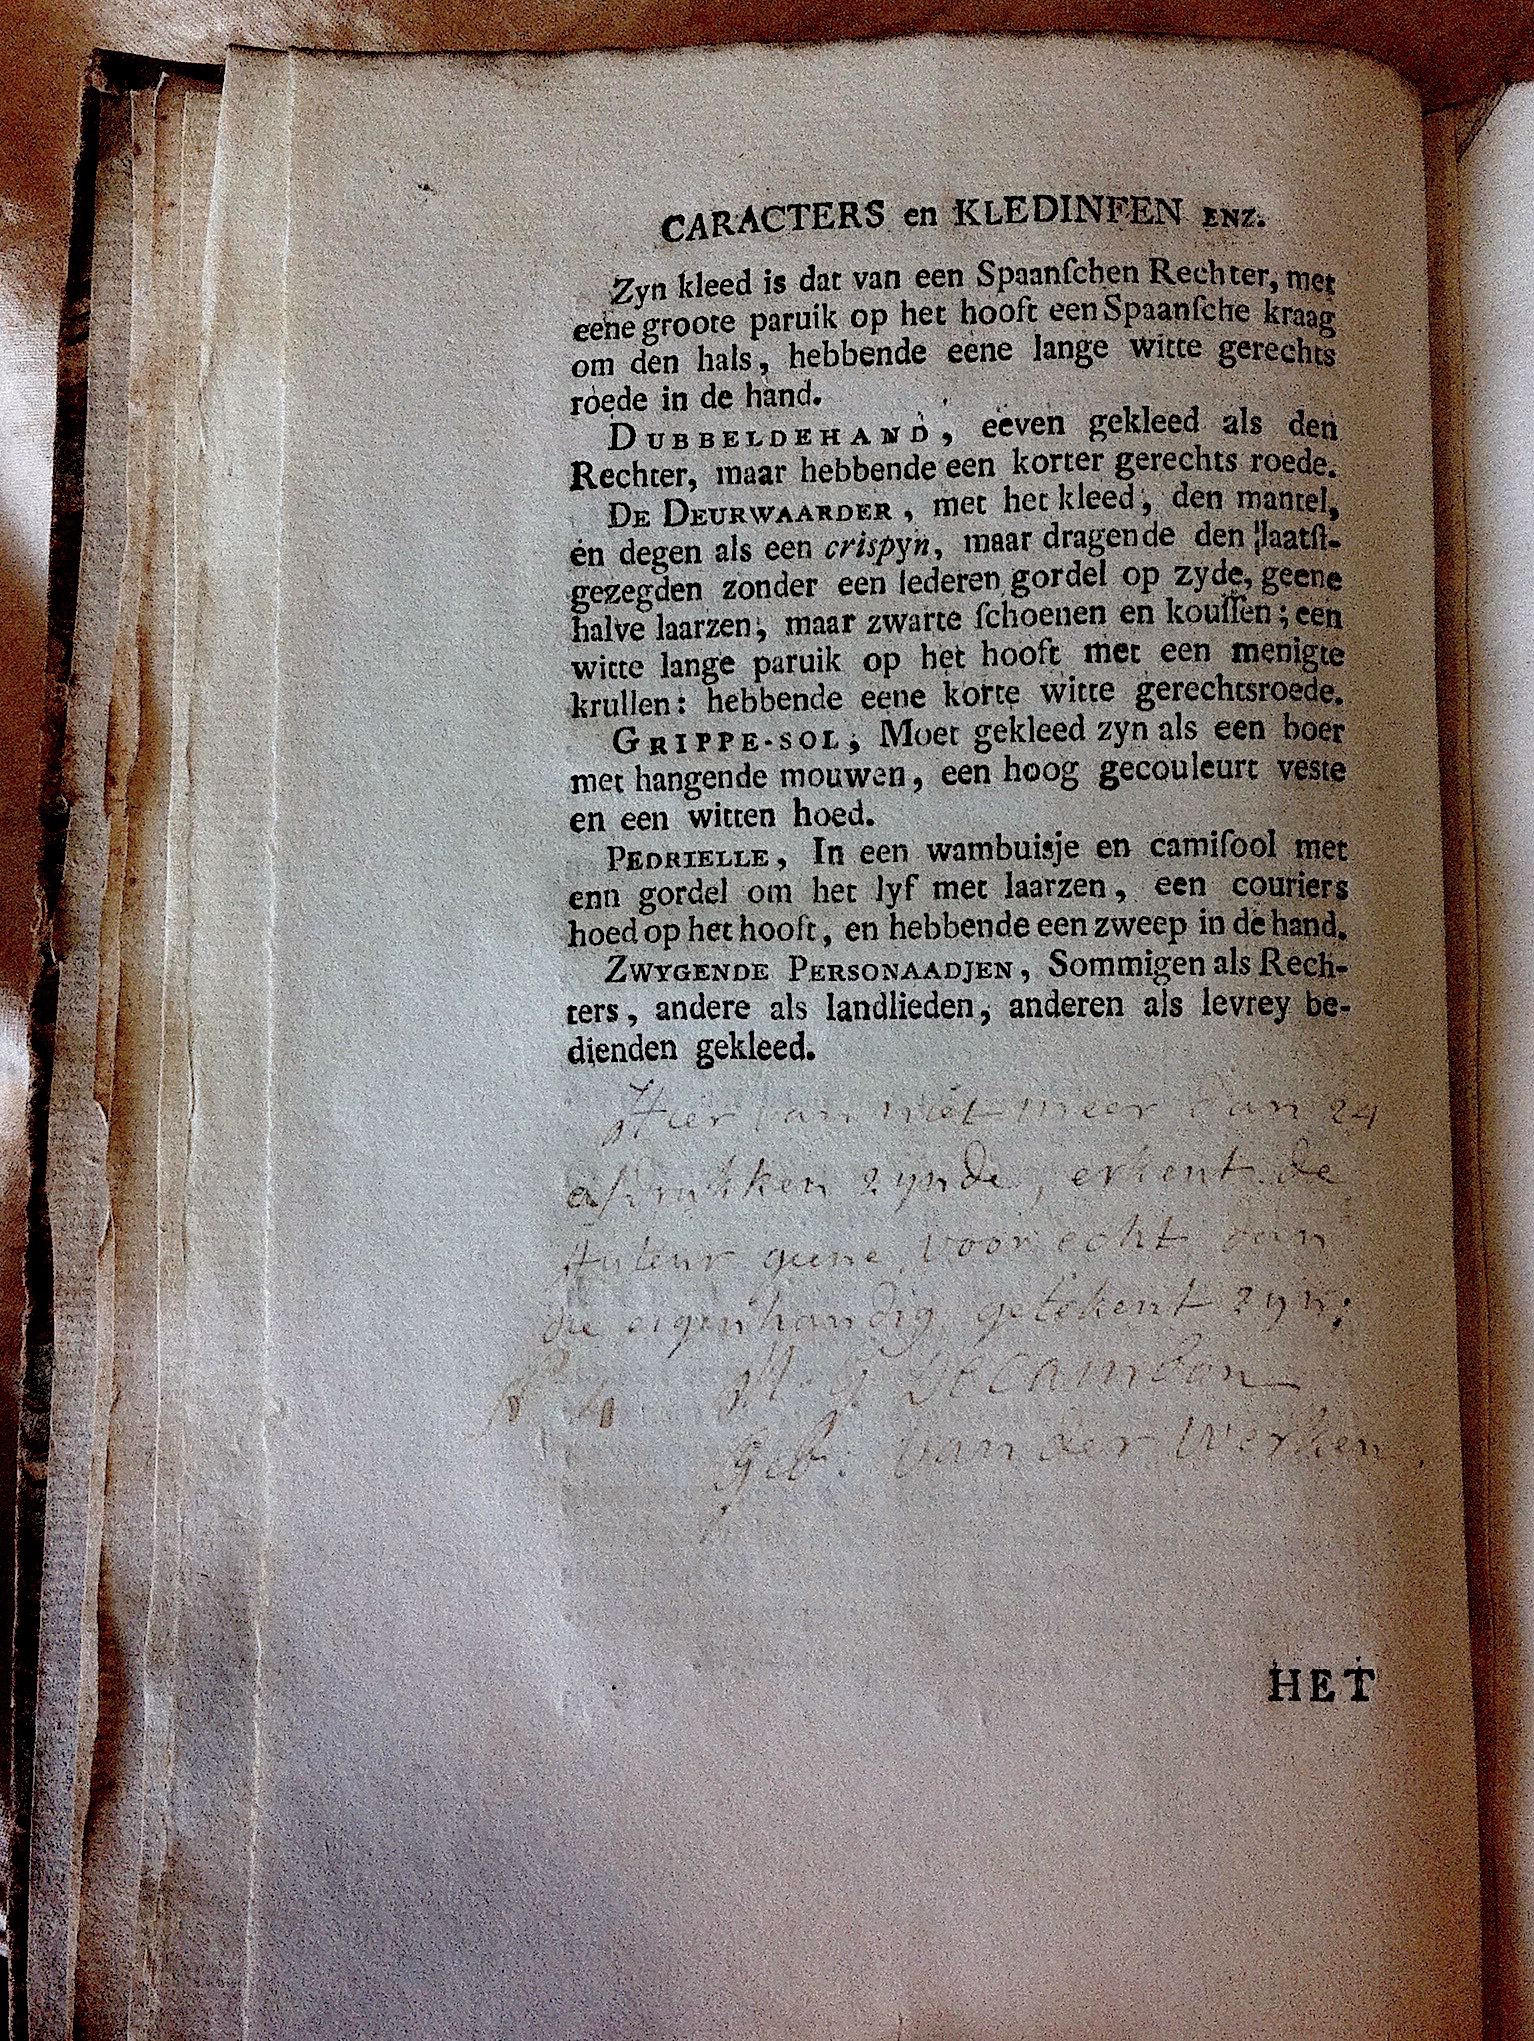 CARACTERS en KLEDINFEN ENZ.
Zyn kleed is dat van een Spaanſchen Rechter, met
eene groote paruik op het hooft een Spaanſche kraag
om den hals, hebbende eene lange witte gerechts
roede in de hand.
DUBBELDEHAND, eeven gekleed als den
Rechter, maar hebbende een korter gerechts roede.
DE DEURWAARDER, met het kleed, den mantel,
en degen als een crispyn, maar dragende den laatſt-
gezegden zonder een lederen gordel op zyde, geene
halve laarzen, maar zwarte ſchoenen en kouſſen; een
witte lange paruik op het hooft met een menigte
krullen: hebbende eene korte witte gerechtsroede.
GRIPPE-SOL, Moet gekleed zyn als een boer
met hangende mouwen, een hoog gecouleurt veste
en een witten hoed.
PEDRIELLE, In een wambuisje en camiſool met
enn gordel om het lyf met laarzen, een couriers
hoed op het hooft, en hebbende een zweep in de hand.
ZWYGENDE PERSONAADJEN, Sommigen als Rech-
ters, andere als landlieden, anderen als levrey be-
dienden gekleed.
Hier van niet meer dan 24
afdrukken zynde, erkent de
Auteur geene voor echt dan
die eigenhandig getekent zyn:
M. G. De Cambon
Geb. van der Werken
HET